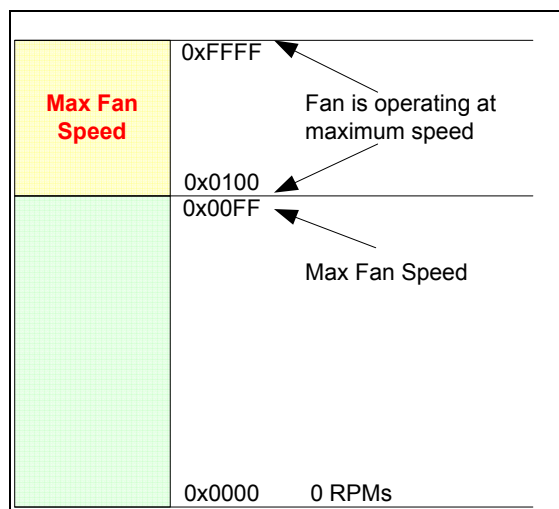 0xFFFF
Max Fan
Speed
Fan is operating at
maximum speed
0x0100
0x00FF
Max Fan Speed
0x0000
0 RPMs